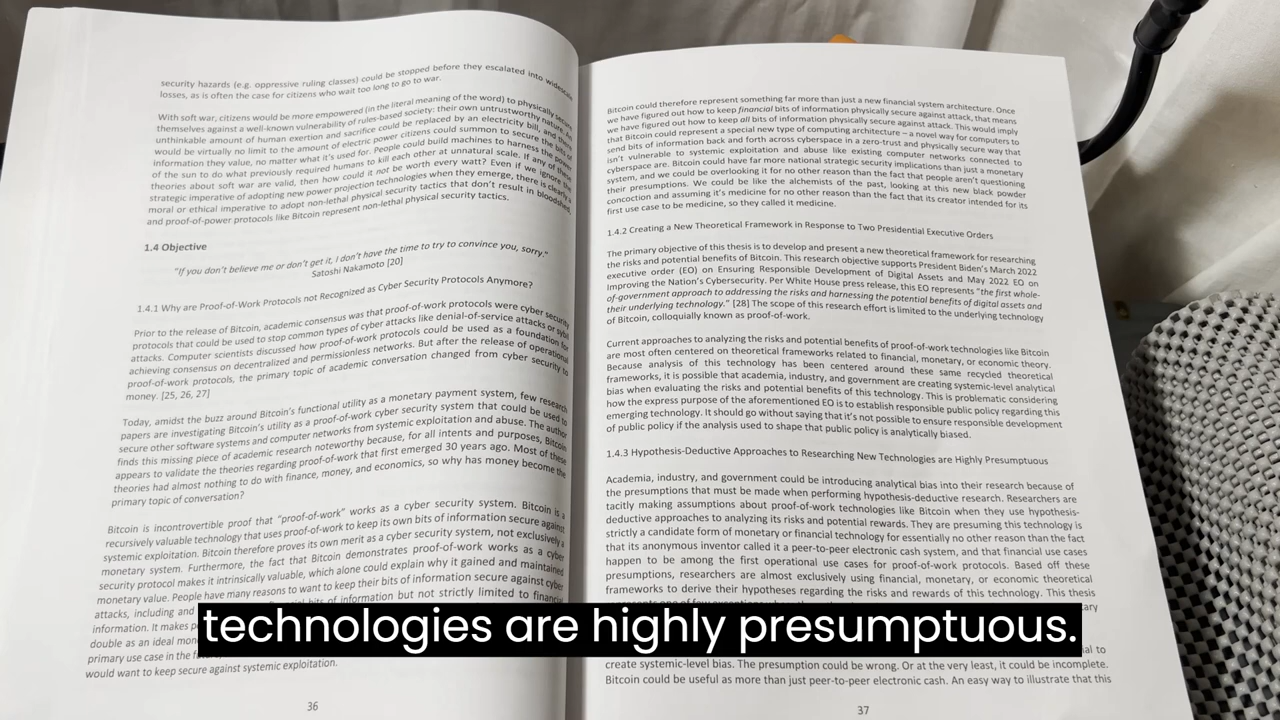 security hazards (e.g. oppressive ruling classes) could be stopped before they escalated into widescale
losses, as is often the case for citizens who wait too long to go to war.
With soft war, citizens would be more empowered (in the literal meaning of the word) to physically secure
themselves against a well-known vulnerability of rules-based society: their own untrustworthy nature. An
unthinkable amount of human exertion and sacrifice could be replaced by an electricity bill, and there
would be virtually no limit to the amount of electric power citizens could summon to secure the bits of
information they value, no matter what it's used for. People could build machines to harness the power
of the sun to do what previously required humans to kill each other at unnatural scale. If any of these
theories about soft war are valid, then how could it not be worth every watt? Even if we ignore the
strategic imperative of adopting new power projection technologies when they emerge, there is clearly a
moral or ethical imperative to adopt non-lethal physical security tactics that don't result in bloodshed,
and proof-of-power protocols like Bitcoin represent non-lethal physical security tactics.
1.4 Objective
"If you don't believe me or don't get it, I don't have the time to try to convince you, sorry."
Satoshi Nakamoto [20]
1.4.1 Why are Proof-of-Work Protocols not Recognized as Cyber Security Protocols Anymore?
Prior to the release of Bitcoin, academic consensus was that proof-of-work protocols were cyber security
protocols that could be used to stop common types of cyber attacks like denial-of-service attacks or sybil
attacks. Computer scientists discussed how proof-of-work protocols could be used as a foundation for
achieving consensus on decentralized and permissionless networks. But after the release of operational
proof-of-work protocols, the primary topic of academic conversation changed from cyber security to
money. [25, 26, 27]
Today, amidst the buzz around Bitcoin's functional utility as a monetary payment system, few research
papers are investigating Bitcoin's utility as a proof-of-work cyber security system that could be used to
secure other software systems and computer networks from systemic exploitation and abuse. The author
finds this missing piece of academic research noteworthy because, for all intents and purposes, Bitcoin
appears to validate the theories regarding proof-of-work that first emerged 30 years ago. Most of these
theories had almost nothing to do with finance, money, and economics, so why has money become the
primary topic of conversation?
Bitcoin is incontrovertible proof that "proof-of-work" works as a cyber security system. Bitcoin is a
recursively valuable technology that uses proof-of-work to keep its own bits of information secure against
systemic exploitation. Bitcoin therefore proves its own merit as a cyber security system, not exclusively a
monetary system. Furthermore, the fact that Bitcoin demonstrates proof-of-work works as a cyber
security protocol makes it intrinsically valuable, which alone could explain why it gained and maintained
monetary value. People have many reasons to want to keep their bits of information secure against cyber
attacks, including and bits of information but not strictly limited to financial
information. It makes
double as an ideal
primary use case in the
would want to keep secure against systemic exploitation.
36
Bitcoin could therefore represent something far more than just a new financial system architecture. Once
we have figured out how to keep financial bits of information physically secure against attack, that means
we have figured out how to keep all bits of information physically secure against attack. This would imply
that Bitcoin could represent a special new type of computing architecture – a novel way for computers to
send bits of information back and forth across cyberspace in a zero-trust and physically secure way that
isn't vulnerable to systemic exploitation and abuse like existing computer networks connected to
cyberspace are. Bitcoin could have far more national strategic security implications than just a monetary
system, and we could be overlooking it for no other reason than the fact that people aren't questioning
their presumptions. We could be like the alchemists of the past, looking at this new black powder
concoction and assuming it's medicine for no other reason than the fact that its creator intended for its
first use case to be medicine, so they called it medicine.
1.4.2 Creating a New Theoretical Framework in Response to Two Presidential Executive Orders
The primary objective of this thesis is to develop and present a new theoretical framework for researching
the risks and potential benefits of Bitcoin. This research objective supports President Biden's March 2022
executive order (EO) on Ensuring Responsible Development of Digital Assets and May 2022 EO on
Improving the Nation's Cybersecurity. Per White House press release, this EO represents "the first whole-
of-government approach to addressing the risks and harnessing the potential benefits of digital assets and
their underlying technology." [28] The scope of this research effort is limited to the underlying technology
of Bitcoin, colloquially known as proof-of-work.
Current approaches to analyzing the risks and potential benefits of proof-of-work technologies like Bitcoin
are most often centered on theoretical frameworks related to financial, monetary, or economic theory.
Because analysis of this technology has been centered around these same recycled theoretical
frameworks, it is possible that academia, industry, and government are creating systemic-level analytical
bias when evaluating the risks and potential benefits of this technology. This is problematic considering
how the express purpose of the aforementioned EO is to establish responsible public policy regarding this
emerging technology. It should go without saying that it's not possible to ensure responsible development
of public policy if the analysis used to shape that public policy is analytically biased.
1.4.3 Hypothesis-Deductive Approaches to Researching New Technologies are Highly Presumptuous
Academia, industry, and government could be introducing analytical bias into their research because of
the presumptions that must be made when performing hypothesis-deductive research. Researchers are
tacitly making assumptions about proof-of-work technologies like Bitcoin when they use hypothesis-
deductive approaches to analyzing its risks and potential rewards. They are presuming this technology is
strictly a candidate form of monetary or financial technology for essentially no other reason than the fact
that its anonymous inventor called it a peer-to-peer electronic cash system, and that financial use cases
happen to be among the first operational use cases for proof-of-work protocols. Based off these
presumptions, researchers are almost exclusively using financial, monetary, or economic theoretical
frameworks to derive their hypotheses regarding the risks and rewards of this technology. This thesis
create systemic-level bias. The presumption could be wrong. Or at the very least, it could be incomplete.
Bitcoin could be useful as more than just peer-to-peer electronic cash. An easy way to illustrate that this
37
technologies are highly presumptuous.